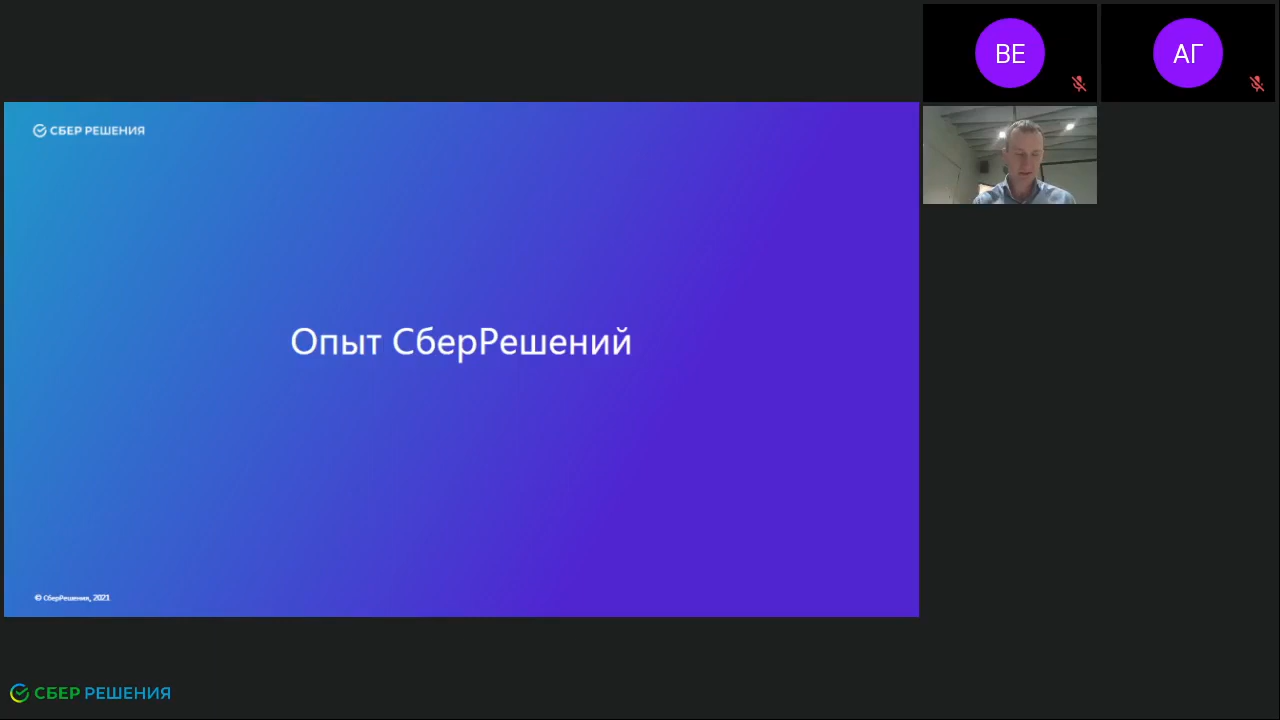 ВЕ
АГ
СБЕР РЕШЕНИЯ
Опыт СберРешений
© СберРешения, 2021
СБЕР РЕШЕНИЯ